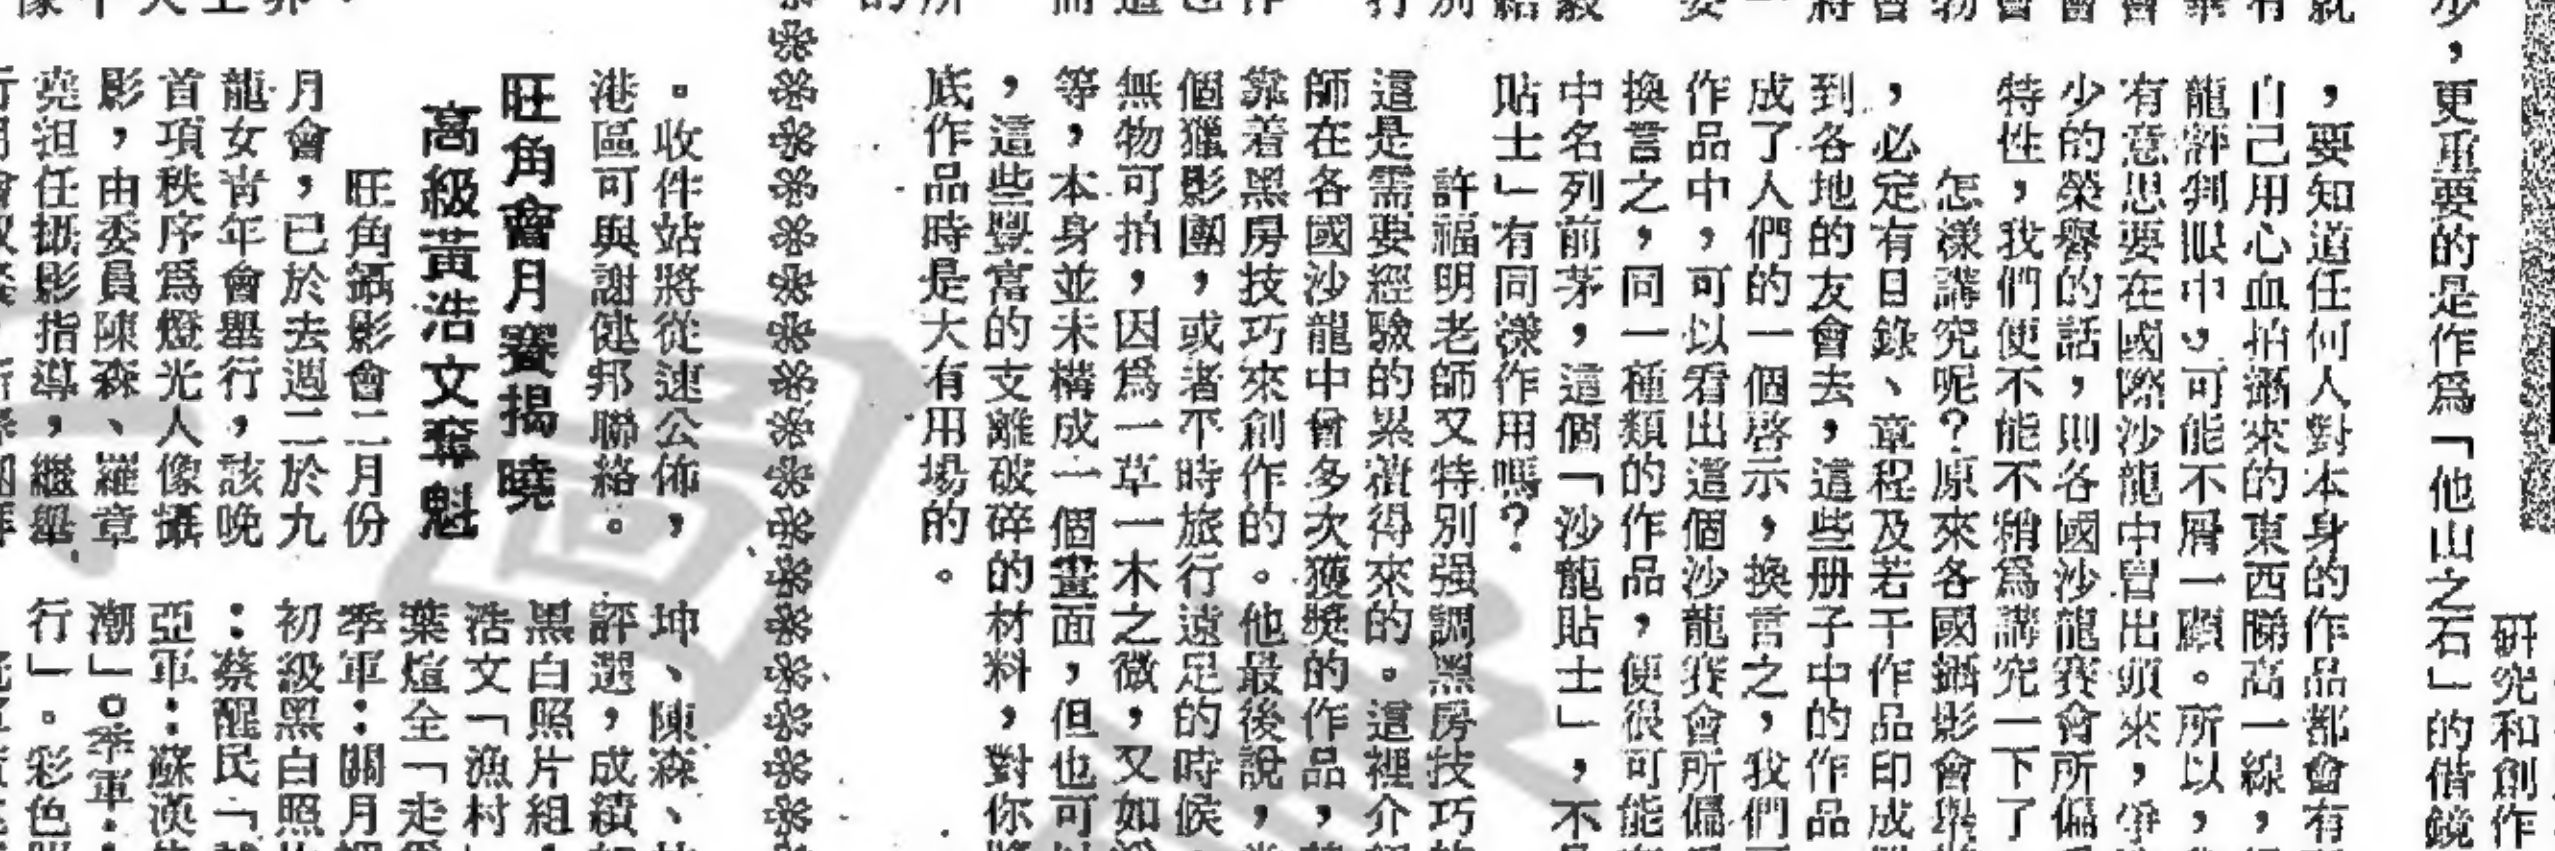 研究和創作
少，更重要的是作爲「他山之石」的借鏡
，要知道任何人對本身的作品都會有
自己用心血拍攝來的東西睇高一線，
龍評判眼中，可能不屑一顧。所以，
有意思要在國際沙龍中冒出頭來，爭
少的榮譽的話，則各國沙龍賽會所偏
特性，我們便不能不稍爲講究一下了
怎漾講究呢？原來各國攝影會舉
，必定有目錄、章程及若干作品印成
到各地的友會去，這些册子中的作品
成了人們的一個啓示，換言之，我們
作品中，可以看出這個沙龍賽會所偏
換言之，同一種類的作品，便很可能
中名列前茅，這個「沙龍貼士」，不
貼士」有同漾作用嗎？
許福明老師又特別强調黑房技巧的
這是需要經驗的累積得來的。這裡介
師在各國沙龍中曾多次獲獎的作品，
靠着黑房技巧來創作的。他最後說，
個獵影團，或者平時旅行遠足的時候
無物可拍，因爲一草一木之微，又如
等，本身並未構成一個畫面，但也可
，這些豐富的支離破碎的材料，對你
底作品時是大有用場的。
。收件站將從速公佈，
港區可與謝健邦聯絡。
旺角會月賽揭曉
高級黃浩文奪魁
旺角攝影會二月份
月會，已於去週二於九
龍女青年會舉行，該晚
首項秩序爲燈光人像攝
影，由委員陳森、羅章
堯担任攝影指導，繼舉
坤、陳森、
評選，成績
黑白照片組
浩文「漁村
葉煊全「走
季軍：關月
初級黑白照
：蔡醒民「
亞軍：蘇漢
潮」。季軍：
行」。彩色